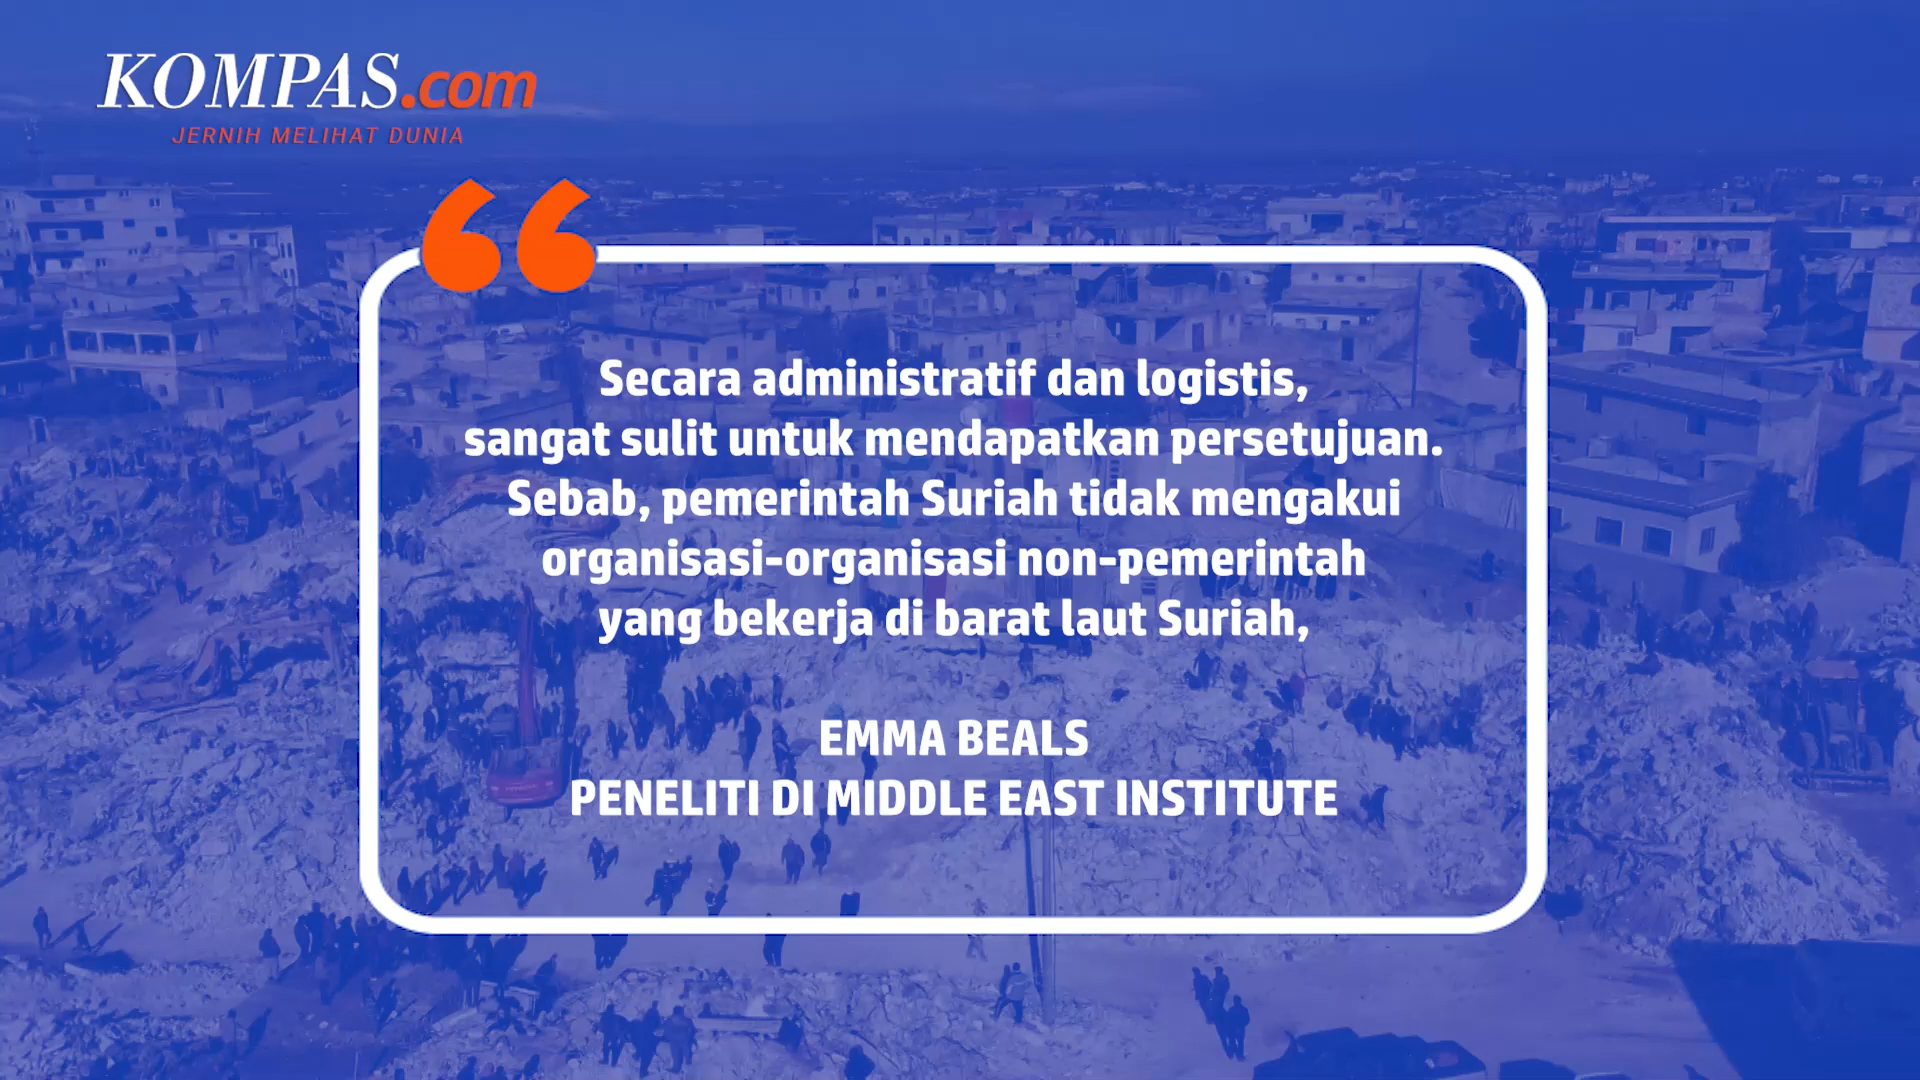 KOMPAS.com
JERNIH MELIHAT DUNIA
“
Secara administratif dan logistis,
sangat sulit untuk mendapatkan persetujuan.
Sebab, pemerintah Suriah tidak mengakui
organisasi-organisasi non-pemerintah
yang bekerja di barat laut Suriah,
EMMA BEALS
PENELITI DI MIDDLE EAST INSTITUTE